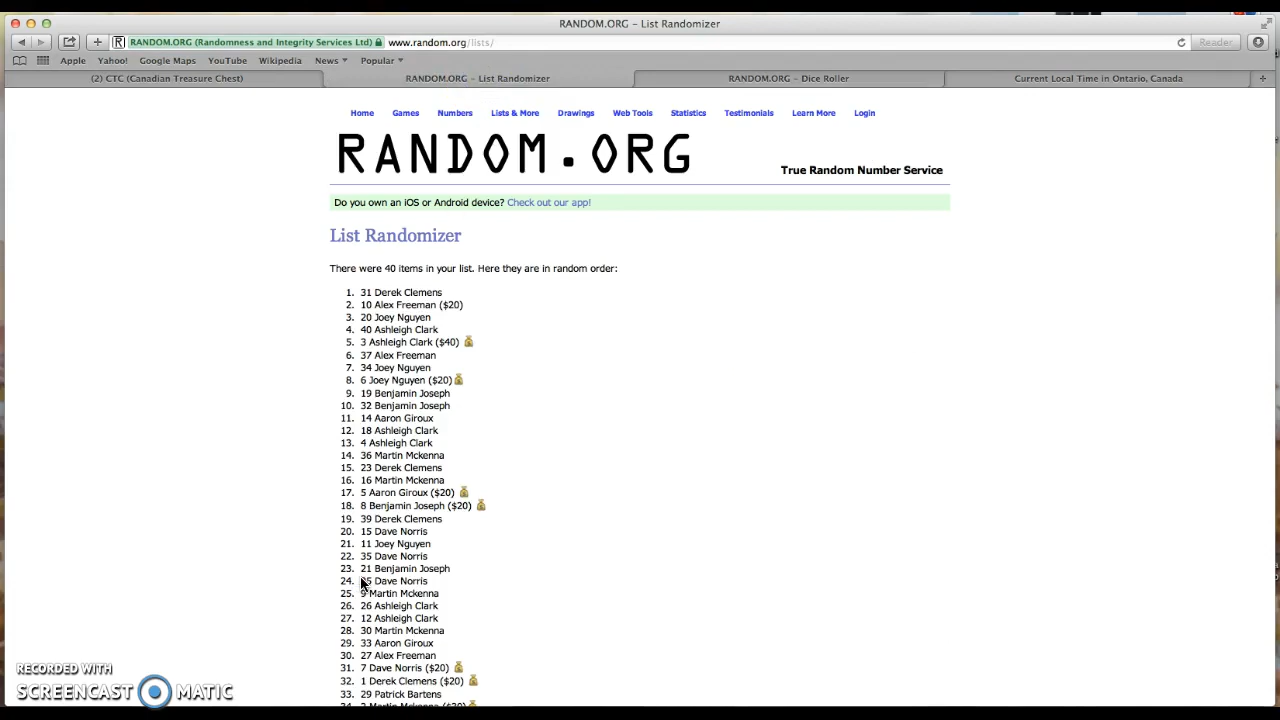 RANDOM.ORG – List Randomizer
RANDOM.ORG (Randomness and Integrity Services Ltd) www.random.org/lists/ Reader
Apple Yahoo! Google Maps YouTube Wikipedia News Popular
(2) CTC (Canadian Treasure Chest) RANDOM.ORG – List Randomizer RANDOM.ORG – Dice Roller Current Local Time in Ontario, Canada
Home Games Numbers Lists & More Drawings Web Tools Statistics Testimonials Learn More Login
RANDOM.ORG
True Random Number Service
Do you own an iOS or Android device? Check out our app!
List Randomizer
There were 40 items in your list. Here they are in random order:
1. 31 Derek Clemens
2. 10 Alex Freeman ($20)
3. 20 Joey Nguyen
4. 40 Ashleigh Clark
5. 3 Ashleigh Clark ($40)
6. 37 Alex Freeman
7. 34 Joey Nguyen
8. 6 Joey Nguyen ($20)
9. 19 Benjamin Joseph
10. 32 Benjamin Joseph
11. 14 Aaron Giroux
12. 18 Ashleigh Clark
13. 4 Ashleigh Clark
14. 36 Martin Mckenna
15. 23 Derek Clemens
16. 16 Martin Mckenna
17. 5 Aaron Giroux ($20)
18. 8 Benjamin Joseph ($20)
19. 39 Derek Clemens
20. 15 Dave Norris
21. 11 Joey Nguyen
22. 35 Dave Norris
23. 21 Benjamin Joseph
24. Dave Norris
25. 9 Martin Mckenna
26. 26 Ashleigh Clark
27. 12 Ashleigh Clark
28. 30 Martin Mckenna
29. 33 Aaron Giroux
30. 27 Alex Freeman
31. 7 Dave Norris ($20)
32. 1 Derek Clemens ($20)
33. 29 Patrick Bartens
34. 2 Martin Mckenna ($20)
RECORDED WITH
SCREENCAST MATIC